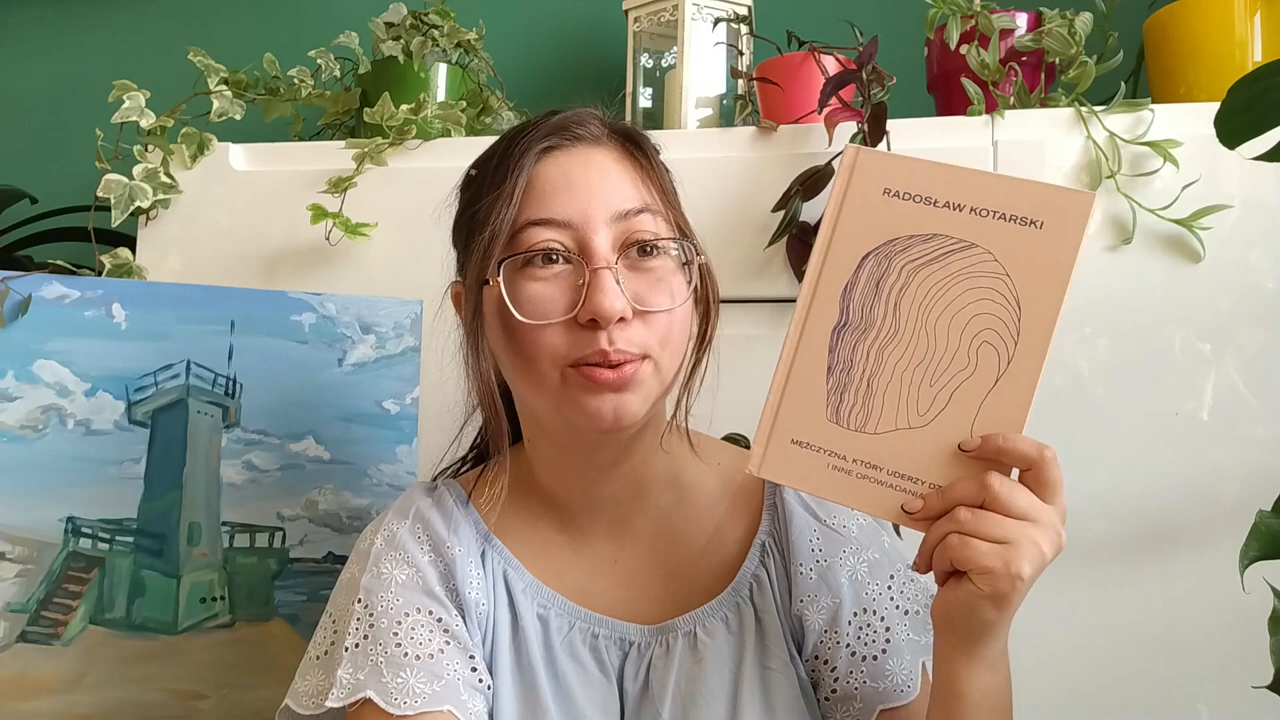 RADOSŁAW KOTARSKI
MĘŻCZYZNA, KTÓRY UDERZY
I INNE OPOWIADANIA